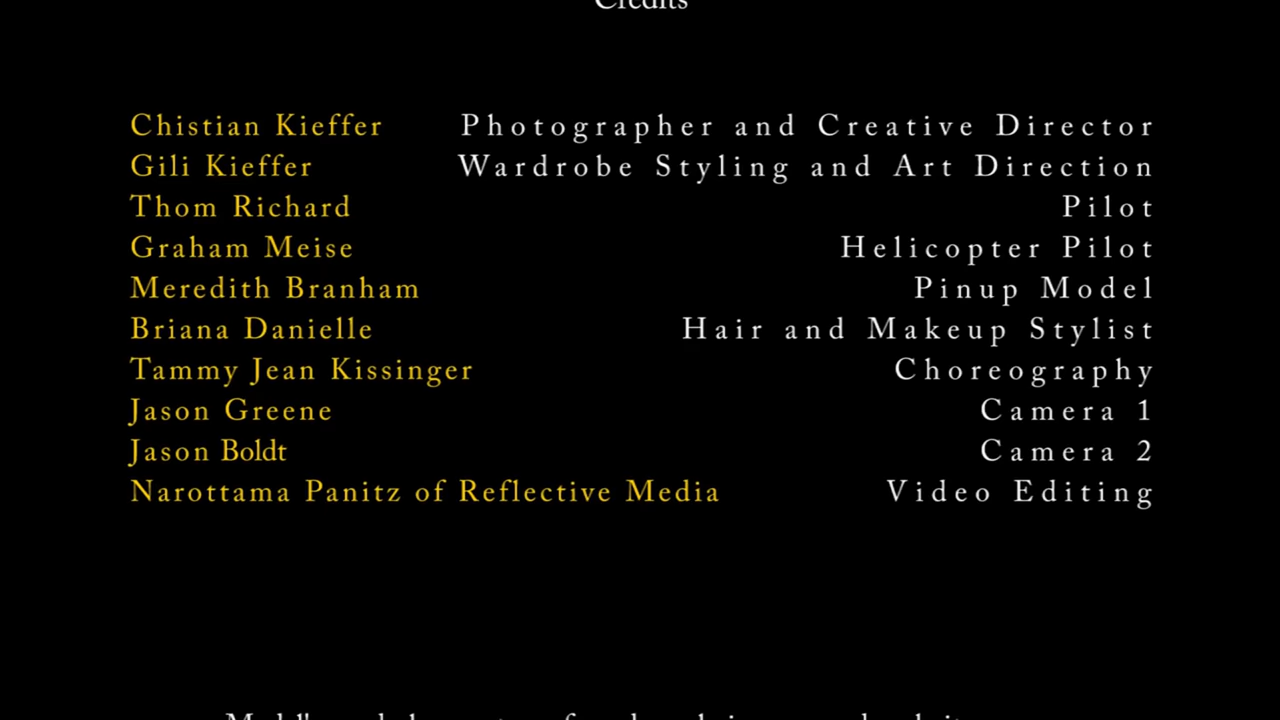 Credits
Chistian Kieffer Photographer and Creative Director
Gili Kieffer Wardrobe Styling and Art Direction
Thom Richard Pilot
Graham Meise Helicopter Pilot
Meredith Branham Pinup Model
Briana Danielle Hair and Makeup Stylist
Tammy Jean Kissinger Choreography
Jason Greene Camera 1
Jason Boldt Camera 2
Narottama Panitz of Reflective Media Video Editing